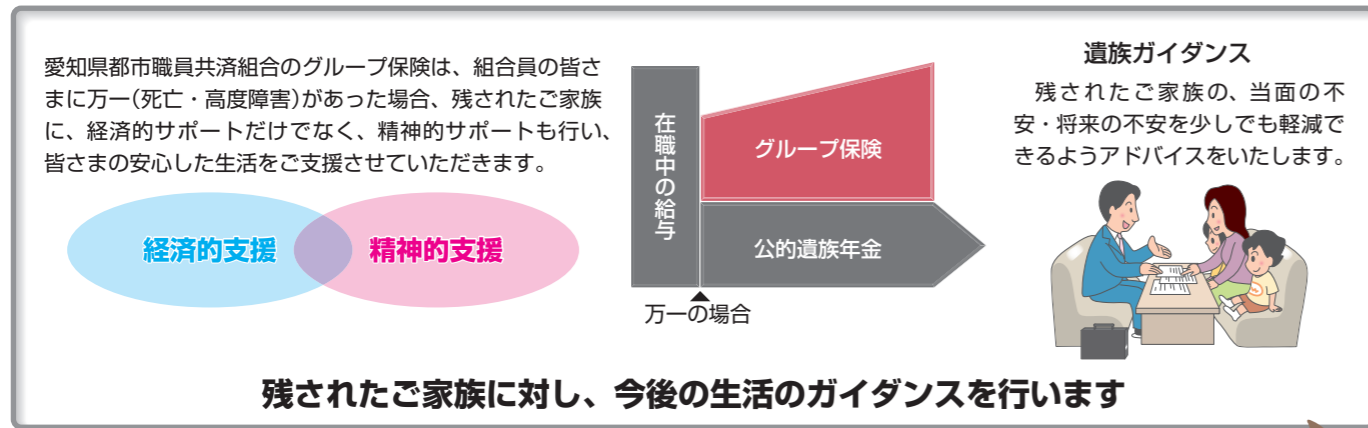 愛知県都市職員共済組合のグループ保険は、組合員の皆さ
まに万一(死亡・高度障害)があった場合、残されたご家族
に、経済的サポートだけでなく、精神的サポートも行い、
皆さまの安心した生活をご支援させていただきます。
経済的支援
精神的支援
在職中の給与
グループ保険
公的遺族年金
万一の場合
遺族ガイダンス
残されたご家族の、当面の不
安・将来の不安を少しでも軽減で
きるようアドバイスをいたします。
残されたご家族に対し、今後の生活のガイダンスを行います